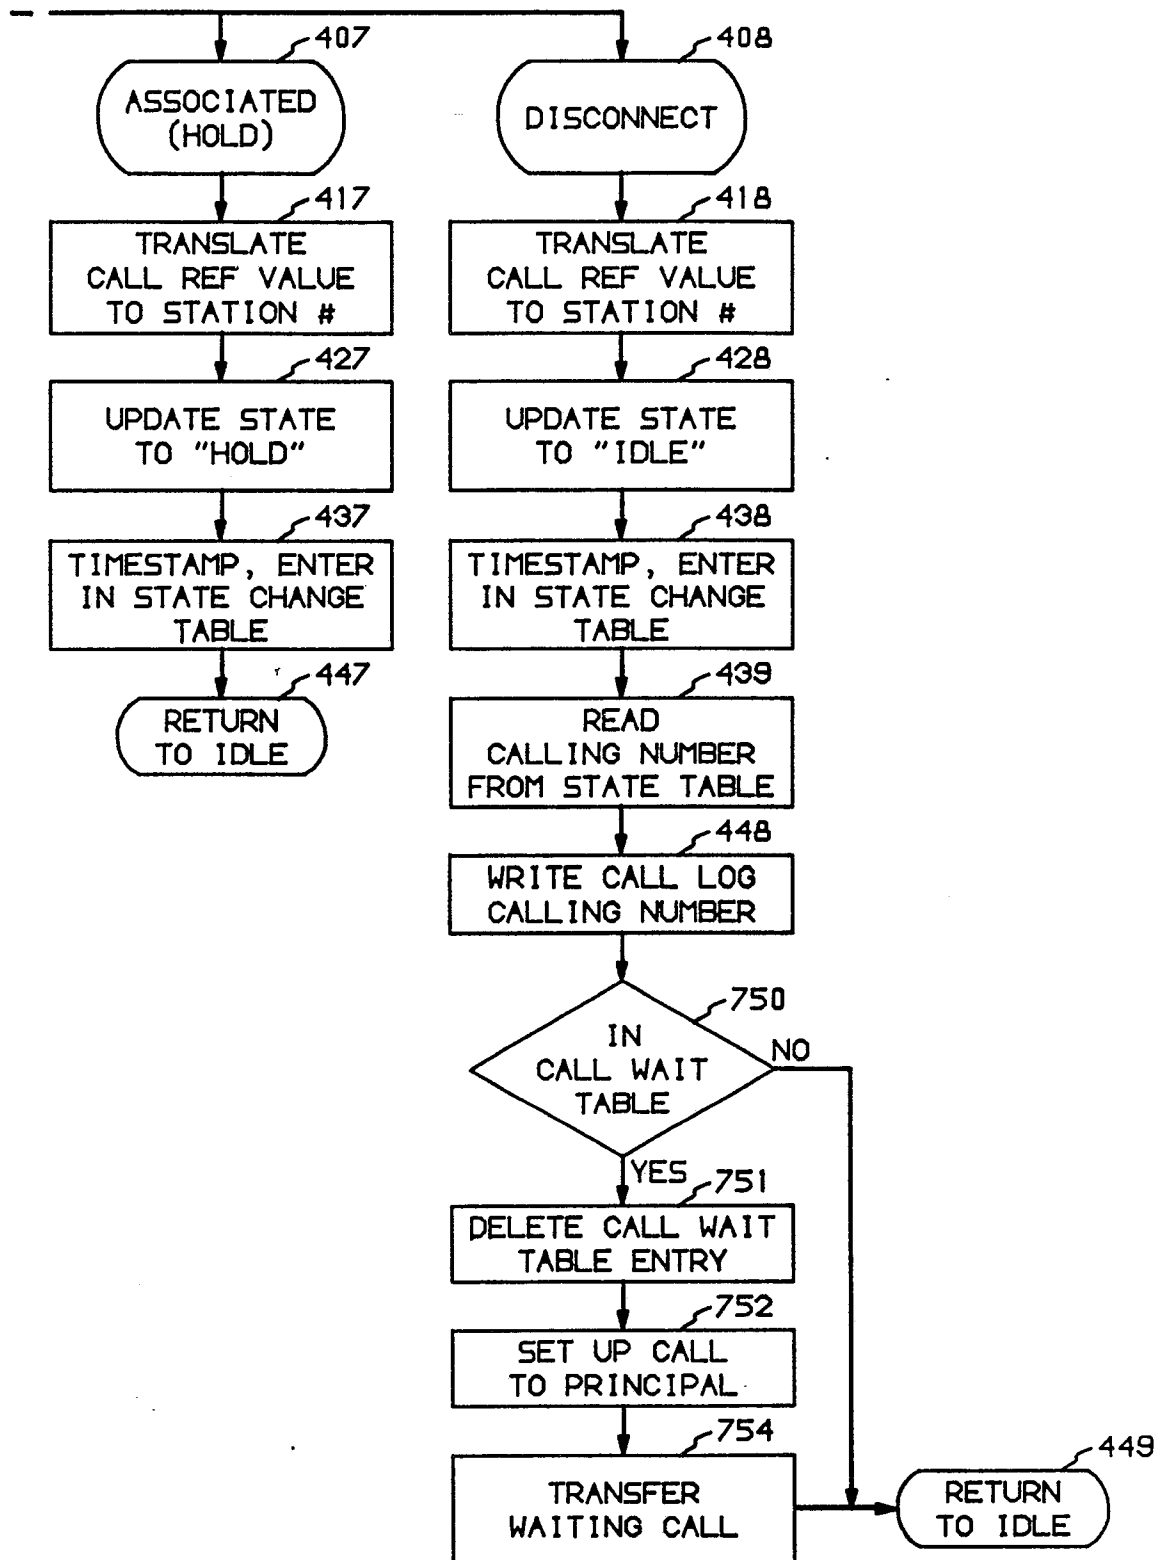 407
ASSOCIATED
(HOLD)
417
TRANSLATE
CALL REF VALUE
TO STATION #
427
UPDATE STATE
TO "HOLD"
437
TIMESTAMP, ENTER
IN STATE CHANGE
TABLE
447
RETURN
TO IDLE
408
DISCONNECT
418
TRANSLATE
CALL REF VALUE
TO STATION #
428
UPDATE STATE
TO "IDLE"
438
TIMESTAMP, ENTER
IN STATE CHANGE
TABLE
439
READ
CALLING NUMBER
FROM STATE TABLE
448
WRITE CALL LOG
CALLING NUMBER
750
IN
CALL WAIT
TABLE
NO
YES
751
DELETE CALL WAIT
TABLE ENTRY
752
SET UP CALL
TO PRINCIPAL
754
TRANSFER
WAITING CALL
449
RETURN
TO IDLE